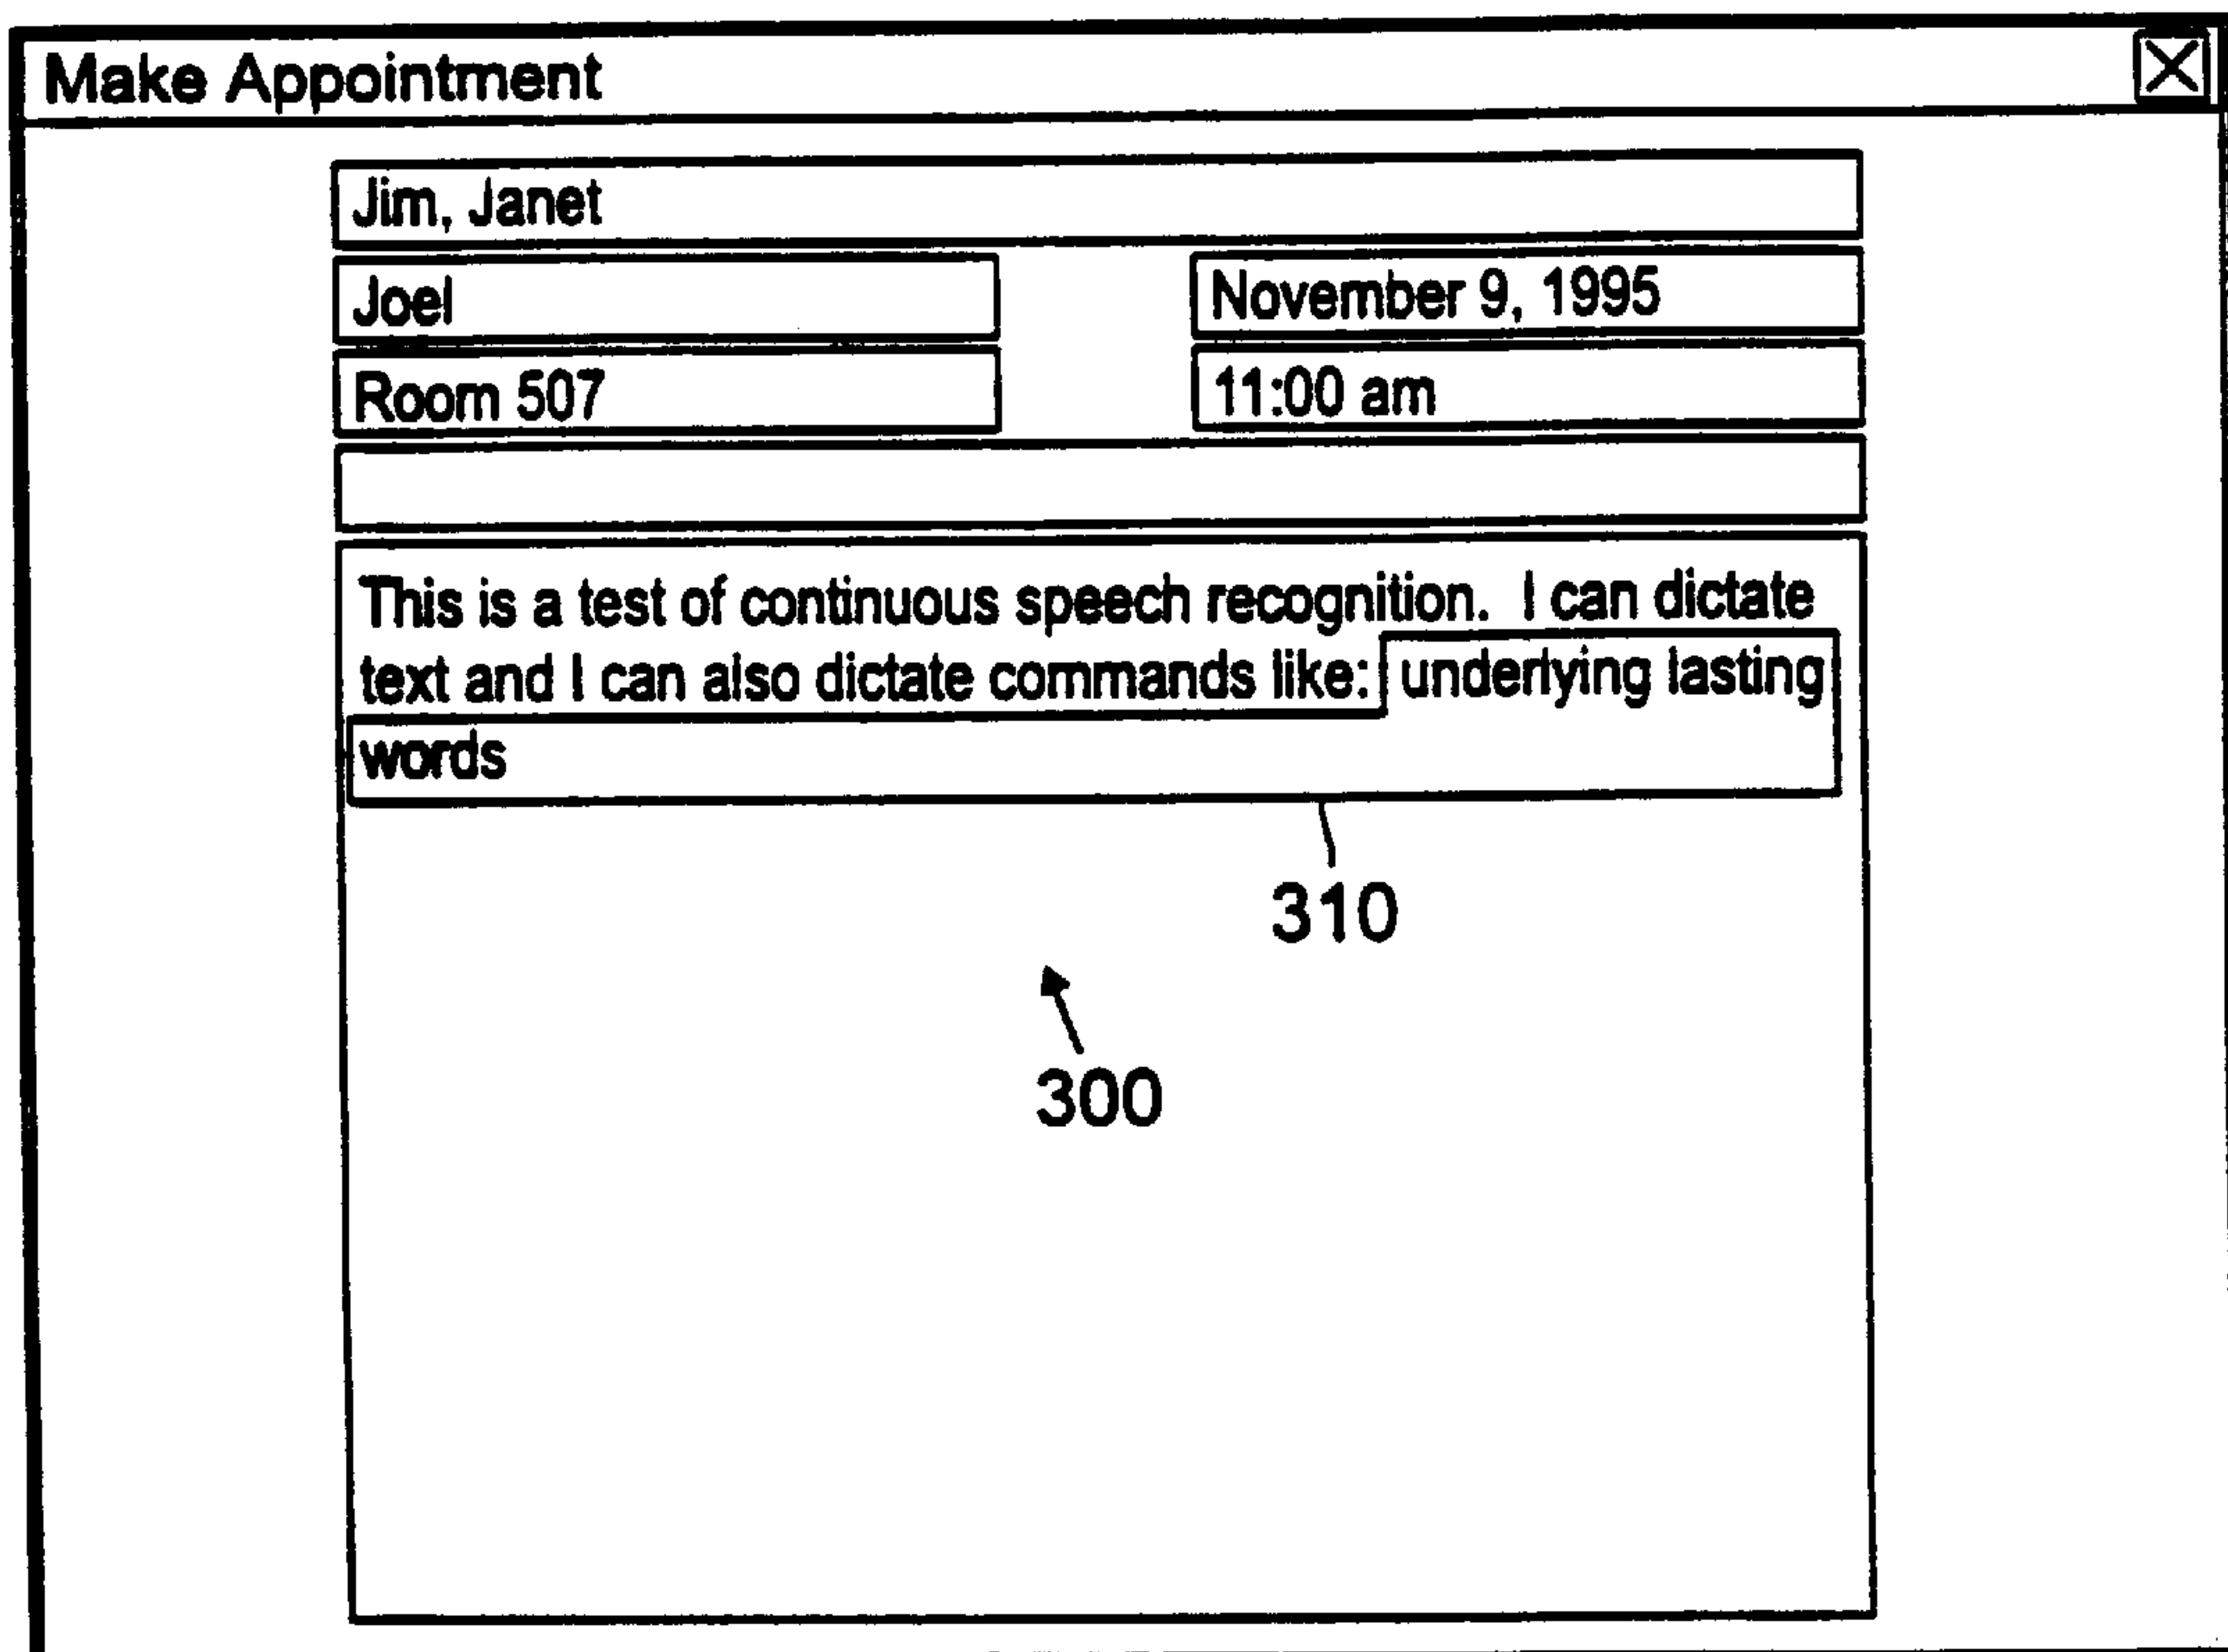 Make Appointment
Jim, Janet
Joel
November 9, 1995
Room 507
11:00 am
This is a test of continuous speech recognition.  I can dictate
text and I can also dictate commands like: underlying lasting
words
310
300